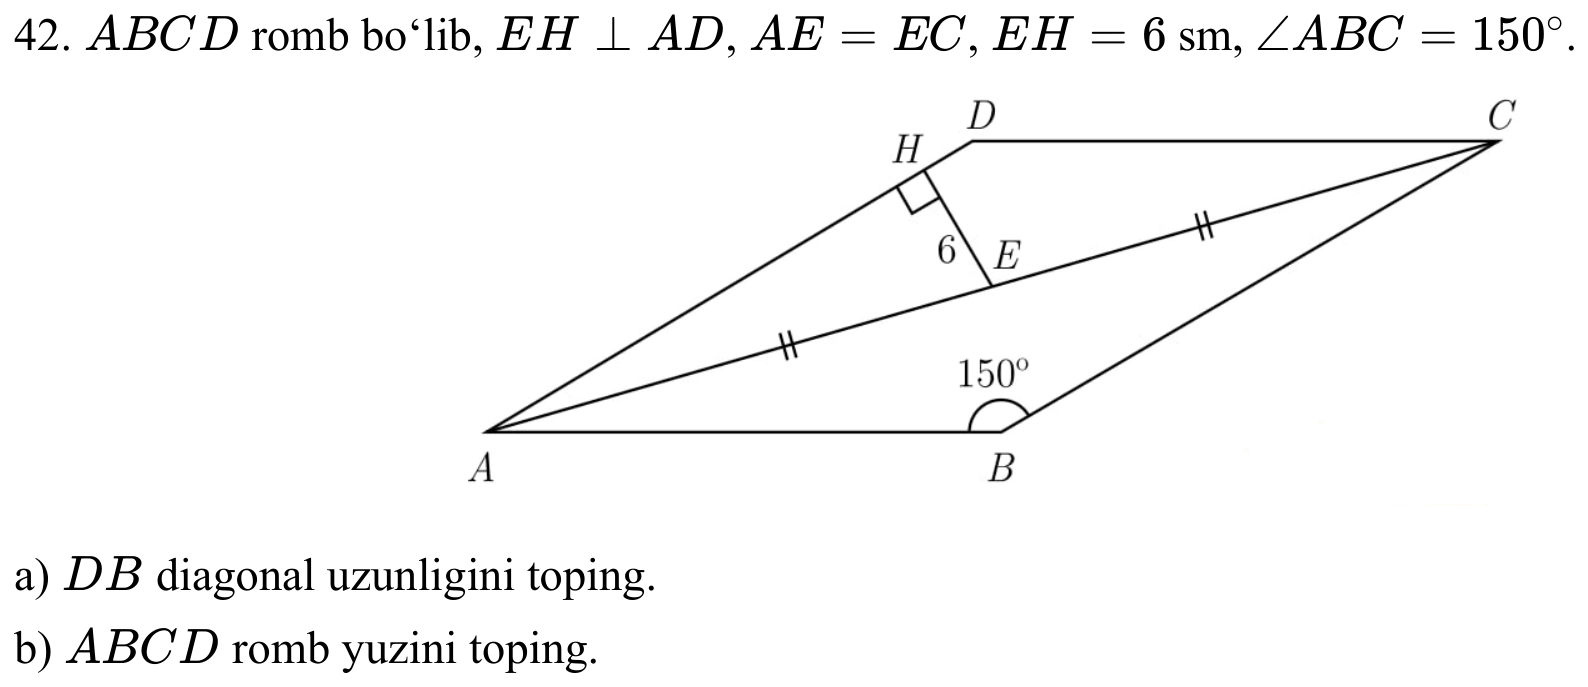 42. ABCD romb bo‘lib, EH ⊥ AD, AE = EC, EH = 6 sm, ∠ABC = 150°.
D
C
H
6
E
150°
A
B
a) DB diagonal uzunligini toping.
b) ABCD romb yuzini toping.